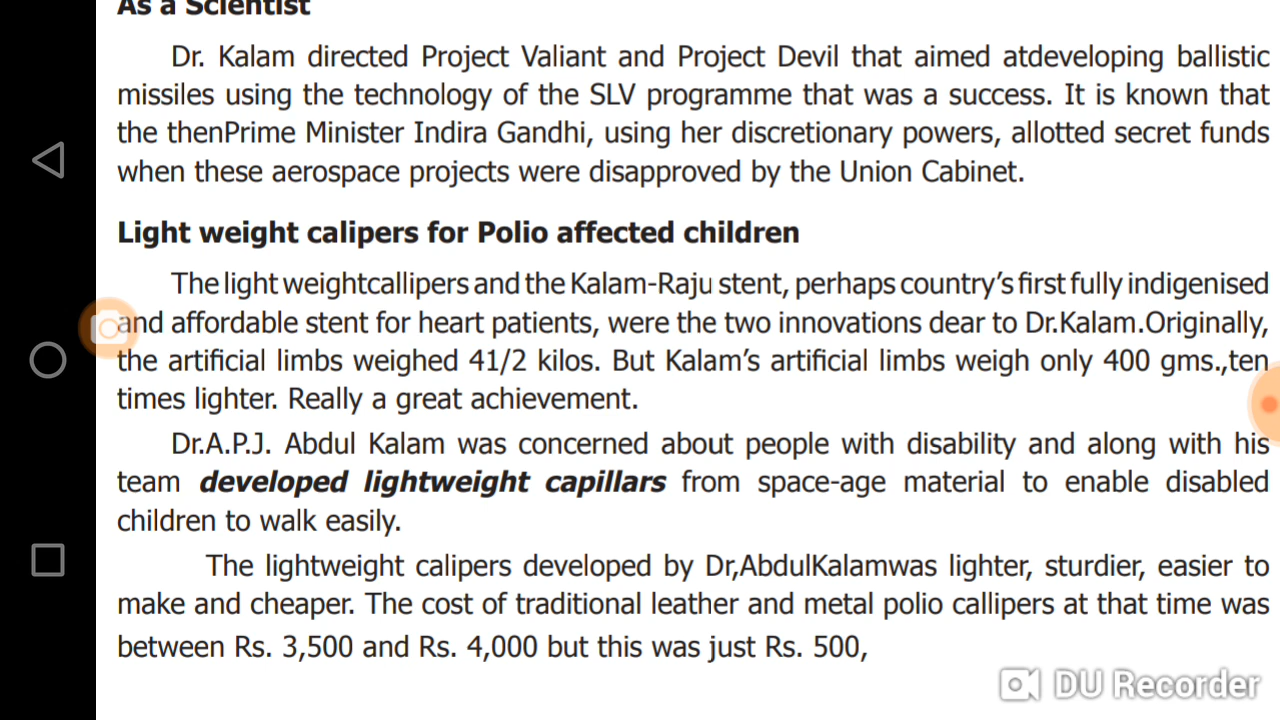 As a Scientist
Dr. Kalam directed Project Valiant and Project Devil that aimed atdeveloping ballistic
missiles using the technology of the SLV programme that was a success. It is known that
the thenPrime Minister Indira Gandhi, using her discretionary powers, allotted secret funds
when these aerospace projects were disapproved by the Union Cabinet.
Light weight calipers for Polio affected children
The light weightcallipers and the Kalam-Raju stent, perhaps country's first fully indigenised
and affordable stent for heart patients, were the two innovations dear to Dr.Kalam.Originally,
the artificial limbs weighed 41/2 kilos. But Kalam's artificial limbs weigh only 400 gms.,ten
times lighter. Really a great achievement.
Dr.A.P.J. Abdul Kalam was concerned about people with disability and along with his
team developed lightweight capillars from space-age material to enable disabled
children to walk easily.
The lightweight calipers developed by Dr,AbdulKalamwas lighter, sturdier, easier to
make and cheaper. The cost of traditional leather and metal polio callipers at that time was
between Rs. 3,500 and Rs. 4,000 but this was just Rs. 500,
DU Recorder